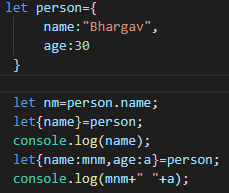 let person={
name:"Bhargav",
age:30
}
let nm=person.name;
let{name}=person;
console.log(name);
let{name:mnm,age:a}=person;
console.log(mnm+" "+a);